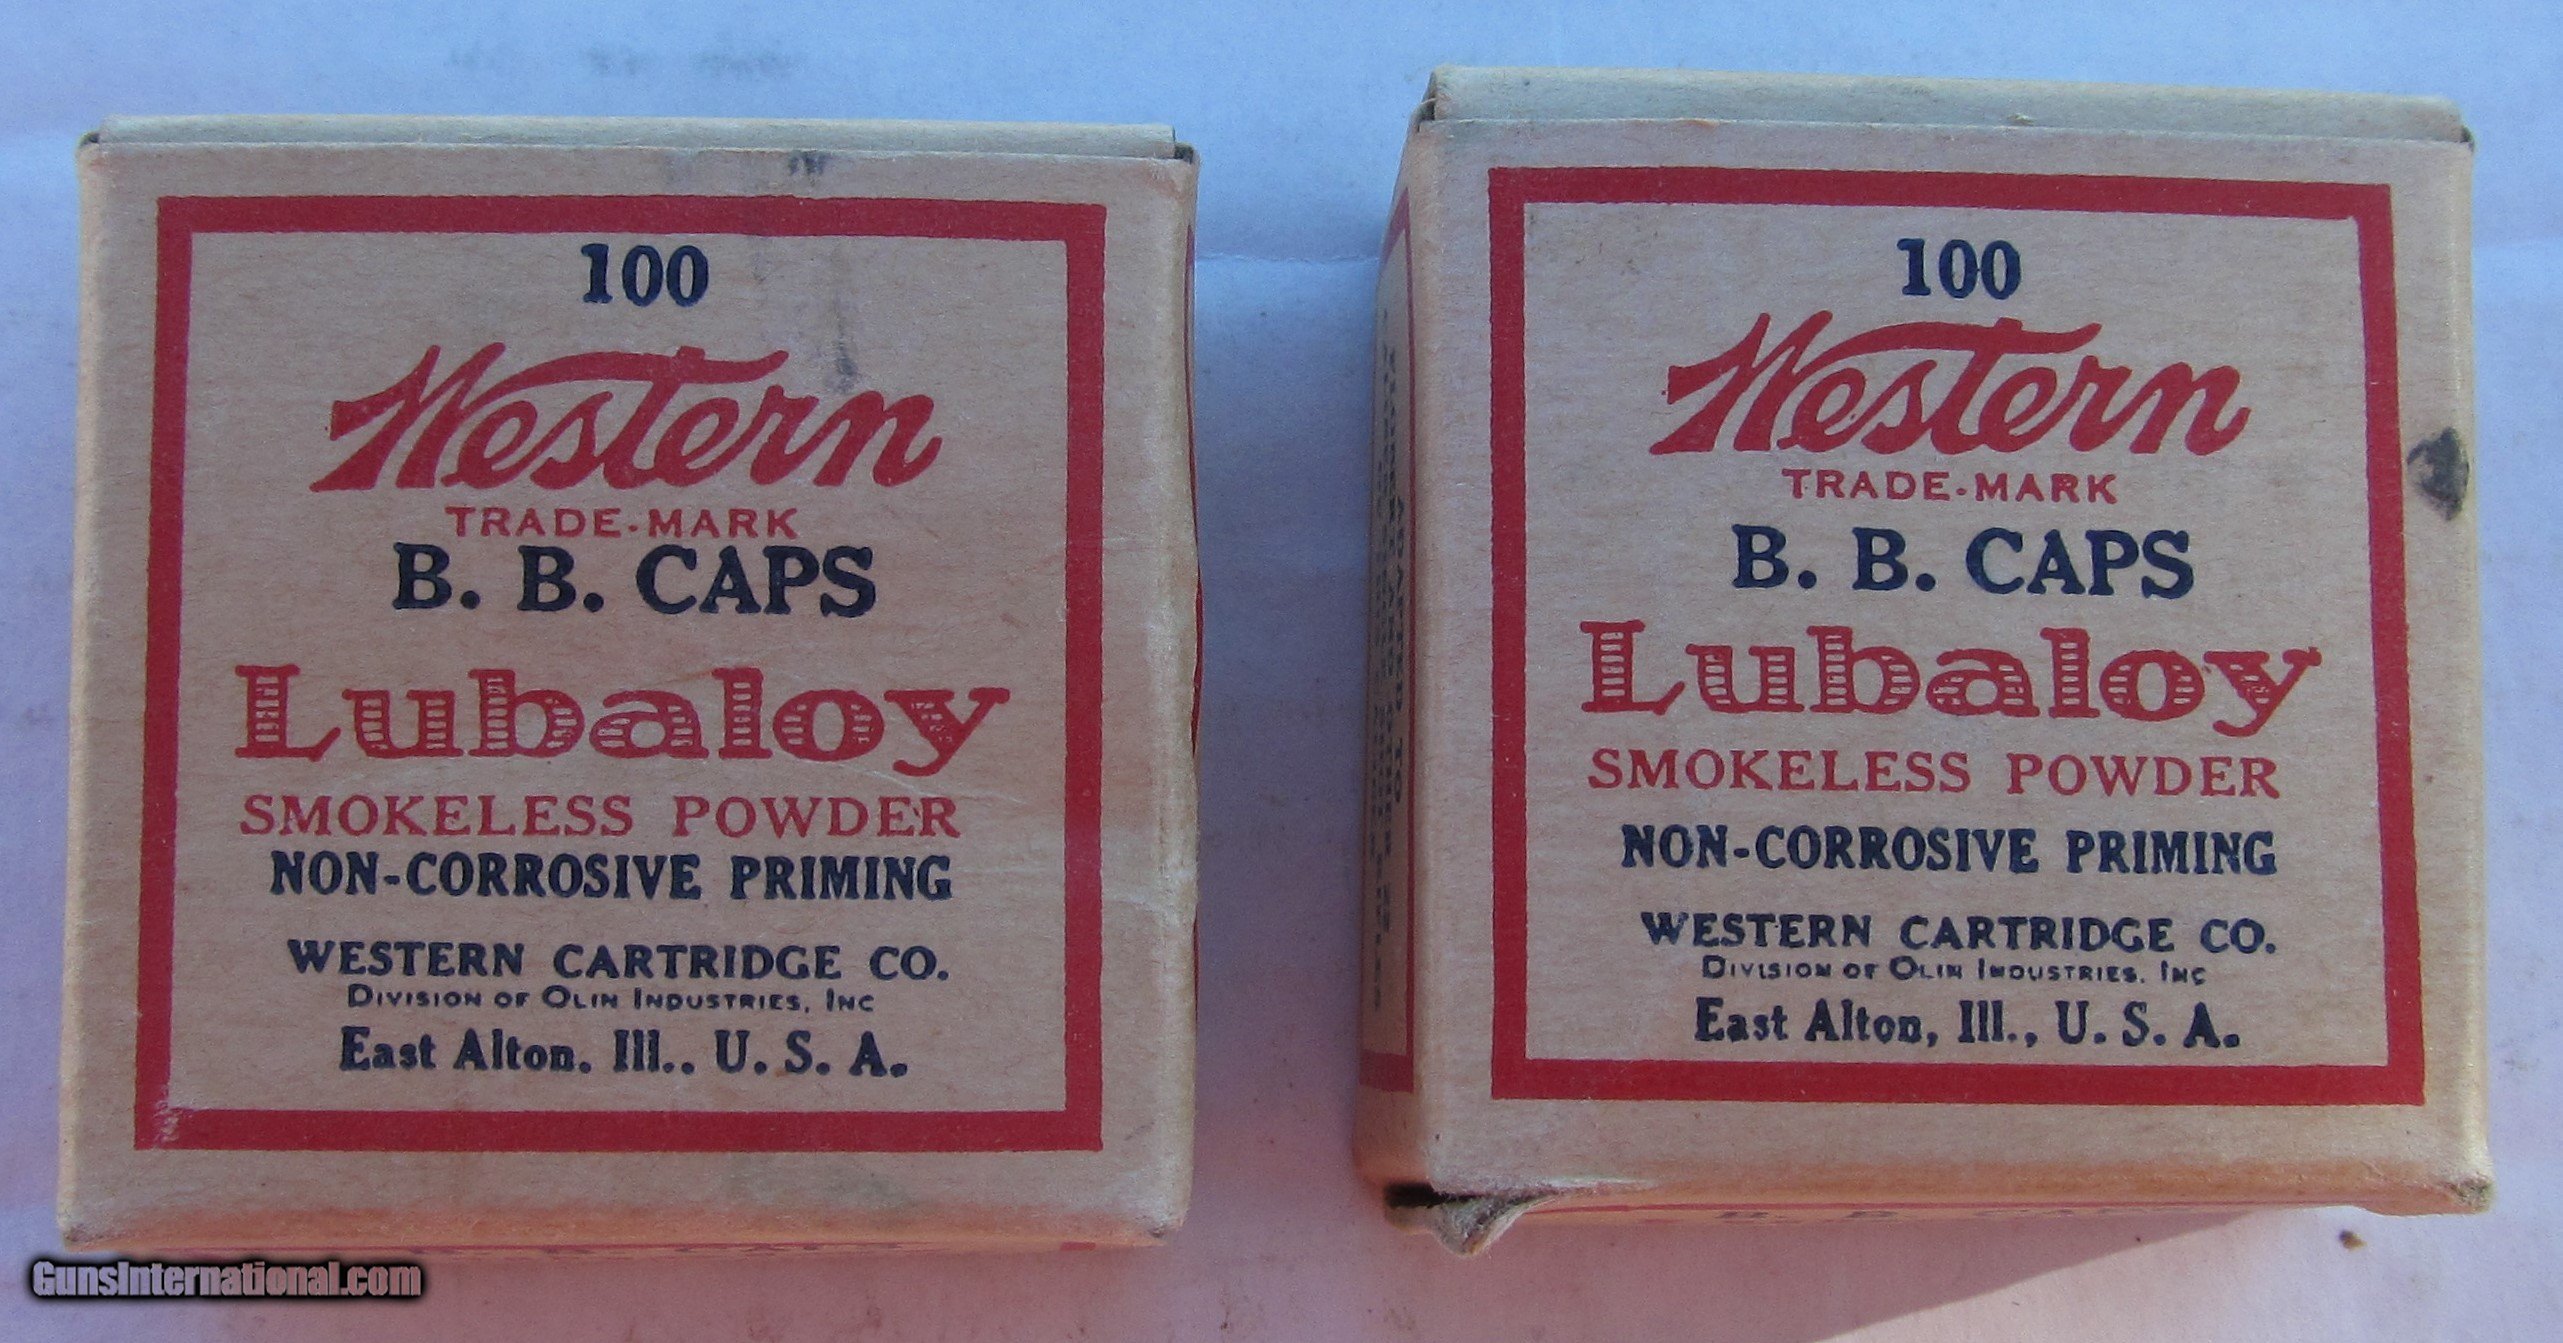 100
Western
TRADE-MARK
B. B. CAPS
Lubaloy
SMOKELESS POWDER
NON-CORROSIVE PRIMING
WESTERN CARTRIDGE CO.
DIVISION OF OLIN INDUSTRIES, INC
East Alton, Ill., U. S. A.
100
Western
TRADE-MARK
B. B. CAPS
Lubaloy
SMOKELESS POWDER
NON-CORROSIVE PRIMING
WESTERN CARTRIDGE CO.
DIVISION OF OLIN INDUSTRIES, INC
East Alton, Ill., U. S. A.
GunsInternational.com